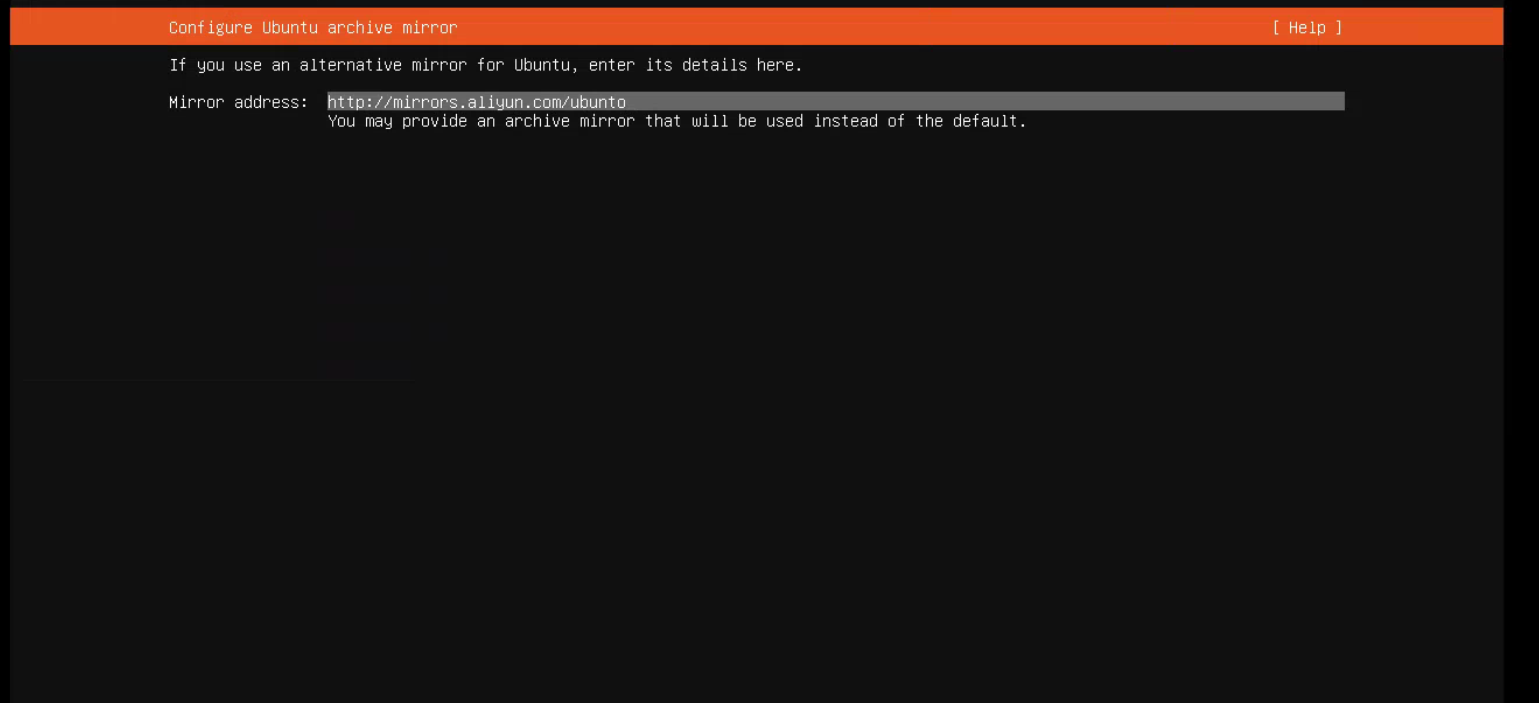 Configure Ubuntu archive mirror [ Help ]
If you use an alternative mirror for Ubuntu, enter its details here.
Mirror address: http://mirrors.aliyun.com/ubunto
You may provide an archive mirror that will be used instead of the default.